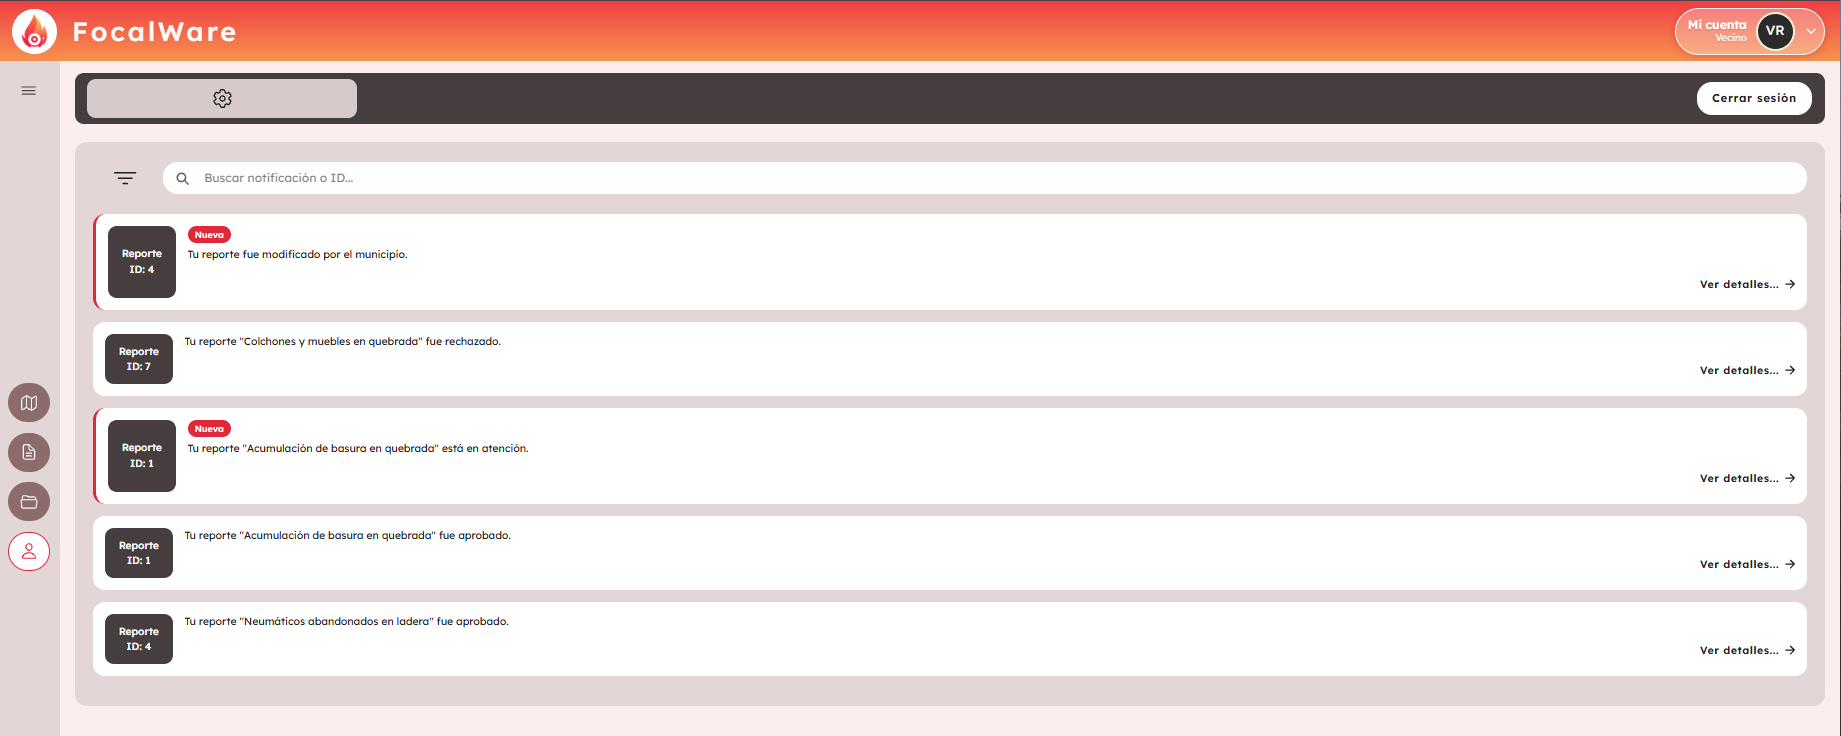 FocalWare
Mi cuenta
Vecino
VR
Cerrar sesión
Buscar notificación o ID...
Reporte
ID: 4
Nueva
Tu reporte fue modificado por el municipio.
Ver detalles...
Reporte
ID: 7
Tu reporte "Colchones y muebles en quebrada" fue rechazado.
Ver detalles...
Reporte
ID: 1
Nueva
Tu reporte "Acumulación de basura en quebrada" está en atención.
Ver detalles...
Reporte
ID: 1
Tu reporte "Acumulación de basura en quebrada" fue aprobado.
Ver detalles...
Reporte
ID: 4
Tu reporte "Neumáticos abandonados en ladera" fue aprobado.
Ver detalles...